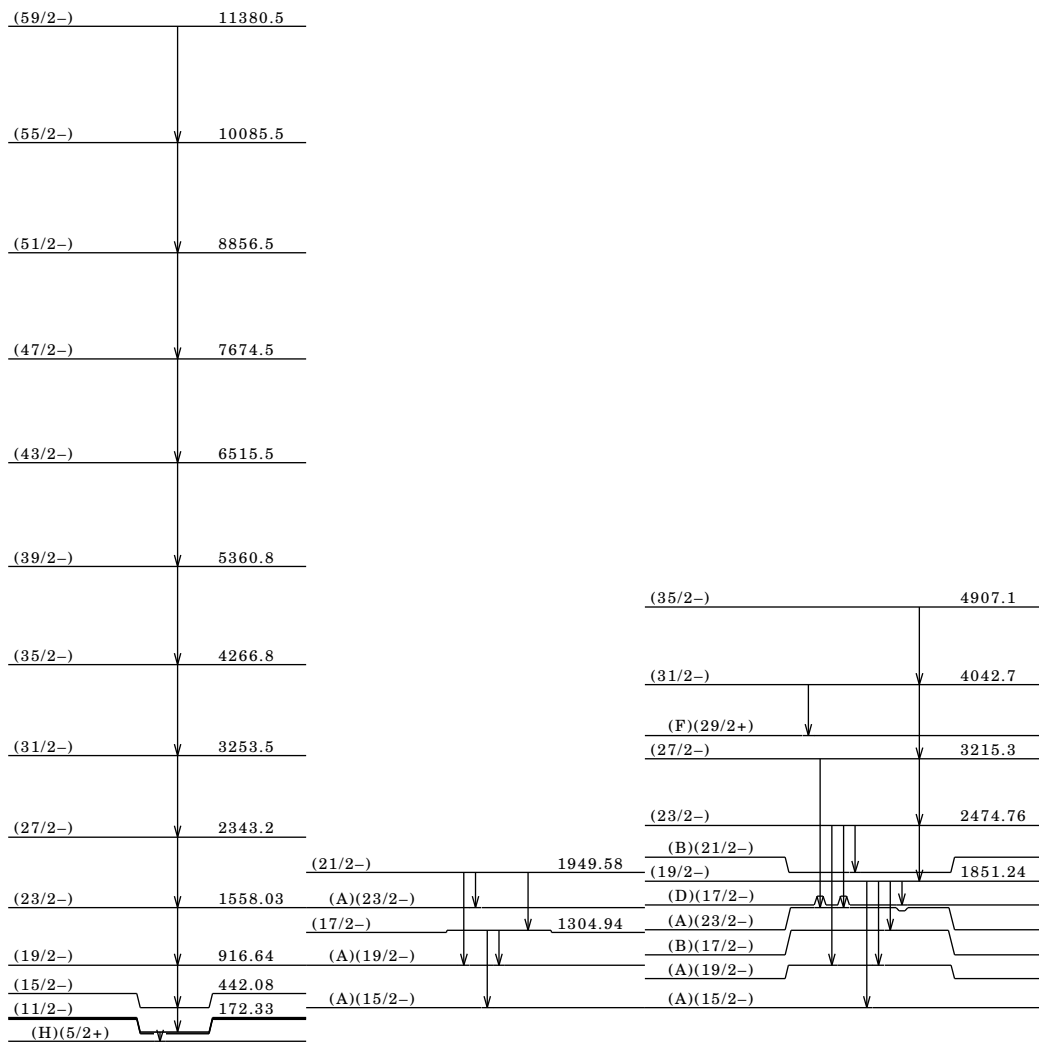 (59/2–) 11380.5
(55/2–) 10085.5
(51/2–) 8856.5
(47/2–) 7674.5
(43/2–) 6515.5
(39/2–) 5360.8
(35/2–) 4266.8
(31/2–) 3253.5
(27/2–) 2343.2
(23/2–) 1558.03
(19/2–) 916.64
(15/2–) 442.08
(11/2–) 172.33
(H)(5/2+)
(21/2–) 1949.58
(A)(23/2–)
(17/2–) 1304.94
(A)(19/2–)
(A)(15/2–)
(35/2–) 4907.1
(31/2–) 4042.7
(F)(29/2+)
(27/2–) 3215.3
(23/2–) 2474.76
(B)(21/2–)
(19/2–) 1851.24
(D)(17/2–)
(A)(23/2–)
(B)(17/2–)
(A)(19/2–)
(A)(15/2–)